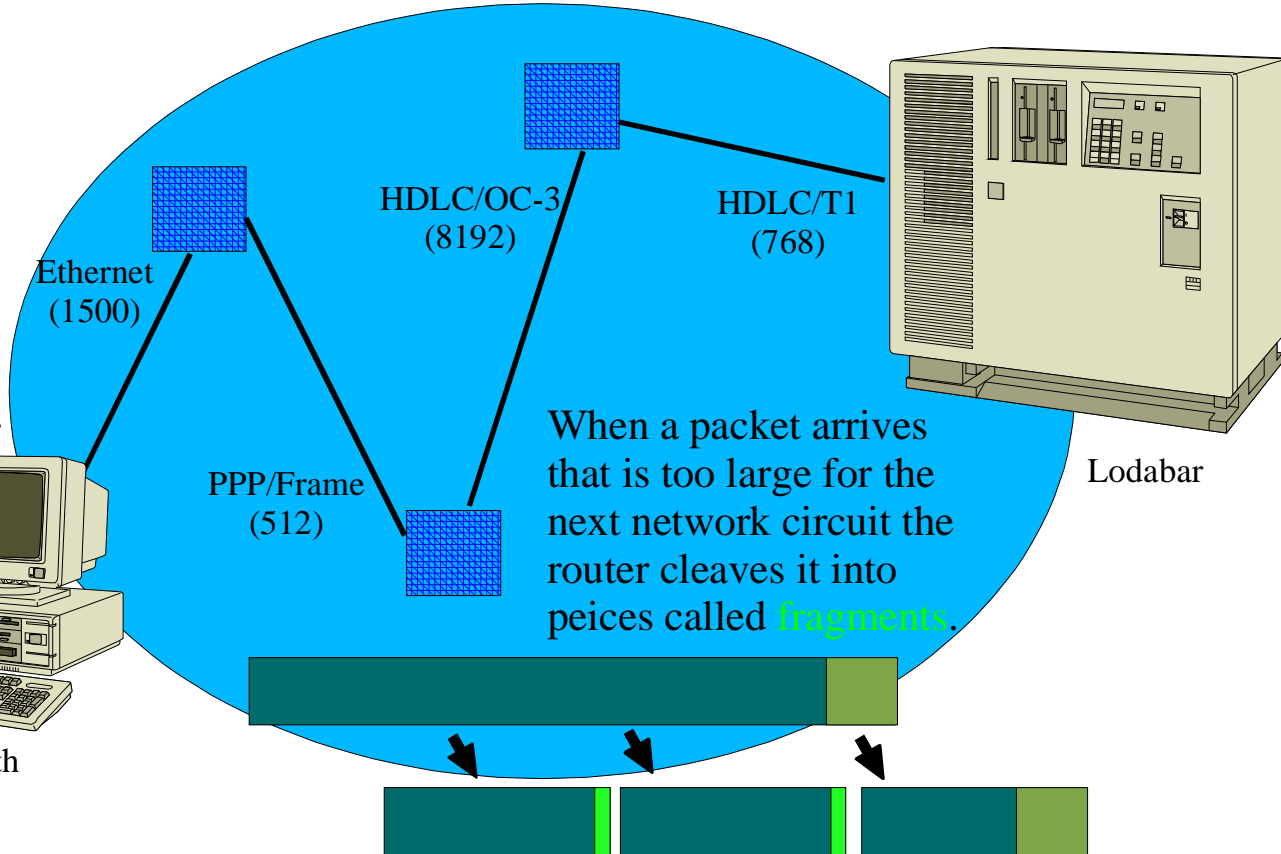 HDLC/OC-3
(8192)
HDLC/T1
(768)
Ethernet
(1500)
PPP/Frame
(512)
When a packet arrives
that is too large for the
next network circuit the
router cleaves it into
peices called fragments.
Lodabar